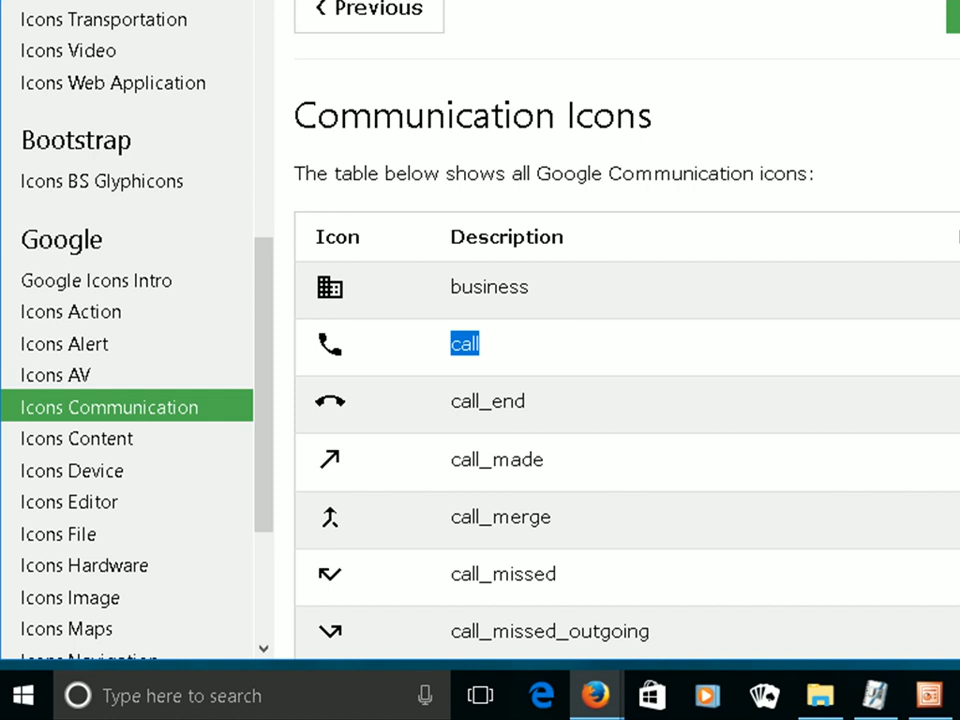 Icons Transportation
Icons Video
Icons Web Application
Bootstrap
Icons BS Glyphicons
Google
Google Icons Intro
Icons Action
Icons Alert
Icons AV
Icons Communication
Icons Content
Icons Device
Icons Editor
Icons File
Icons Hardware
Icons Image
Icons Maps
Icons Navigation
❮ Previous
Communication Icons
The table below shows all Google Communication icons:
Icon Description
business
call
call_end
call_made
call_merge
call_missed
call_missed_outgoing
Type here to search